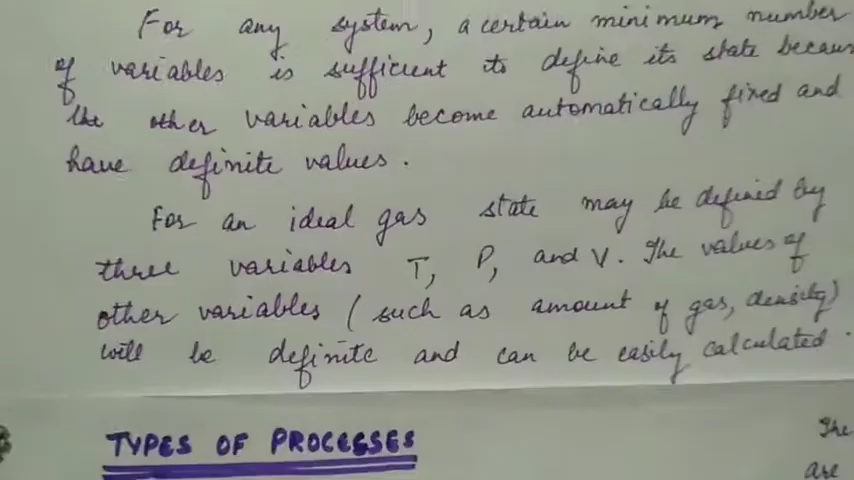 For any system, a certain minimum number
of variables is sufficient to define its state becau
the other variables become automatically fixed and
have definite values.
For an ideal gas state may be defined by
three variables T, P, and V. The values of
other variables (such as amount of gas, density)
will be definite and can be easily calculated.
TYPES OF PROCESSES
The
are